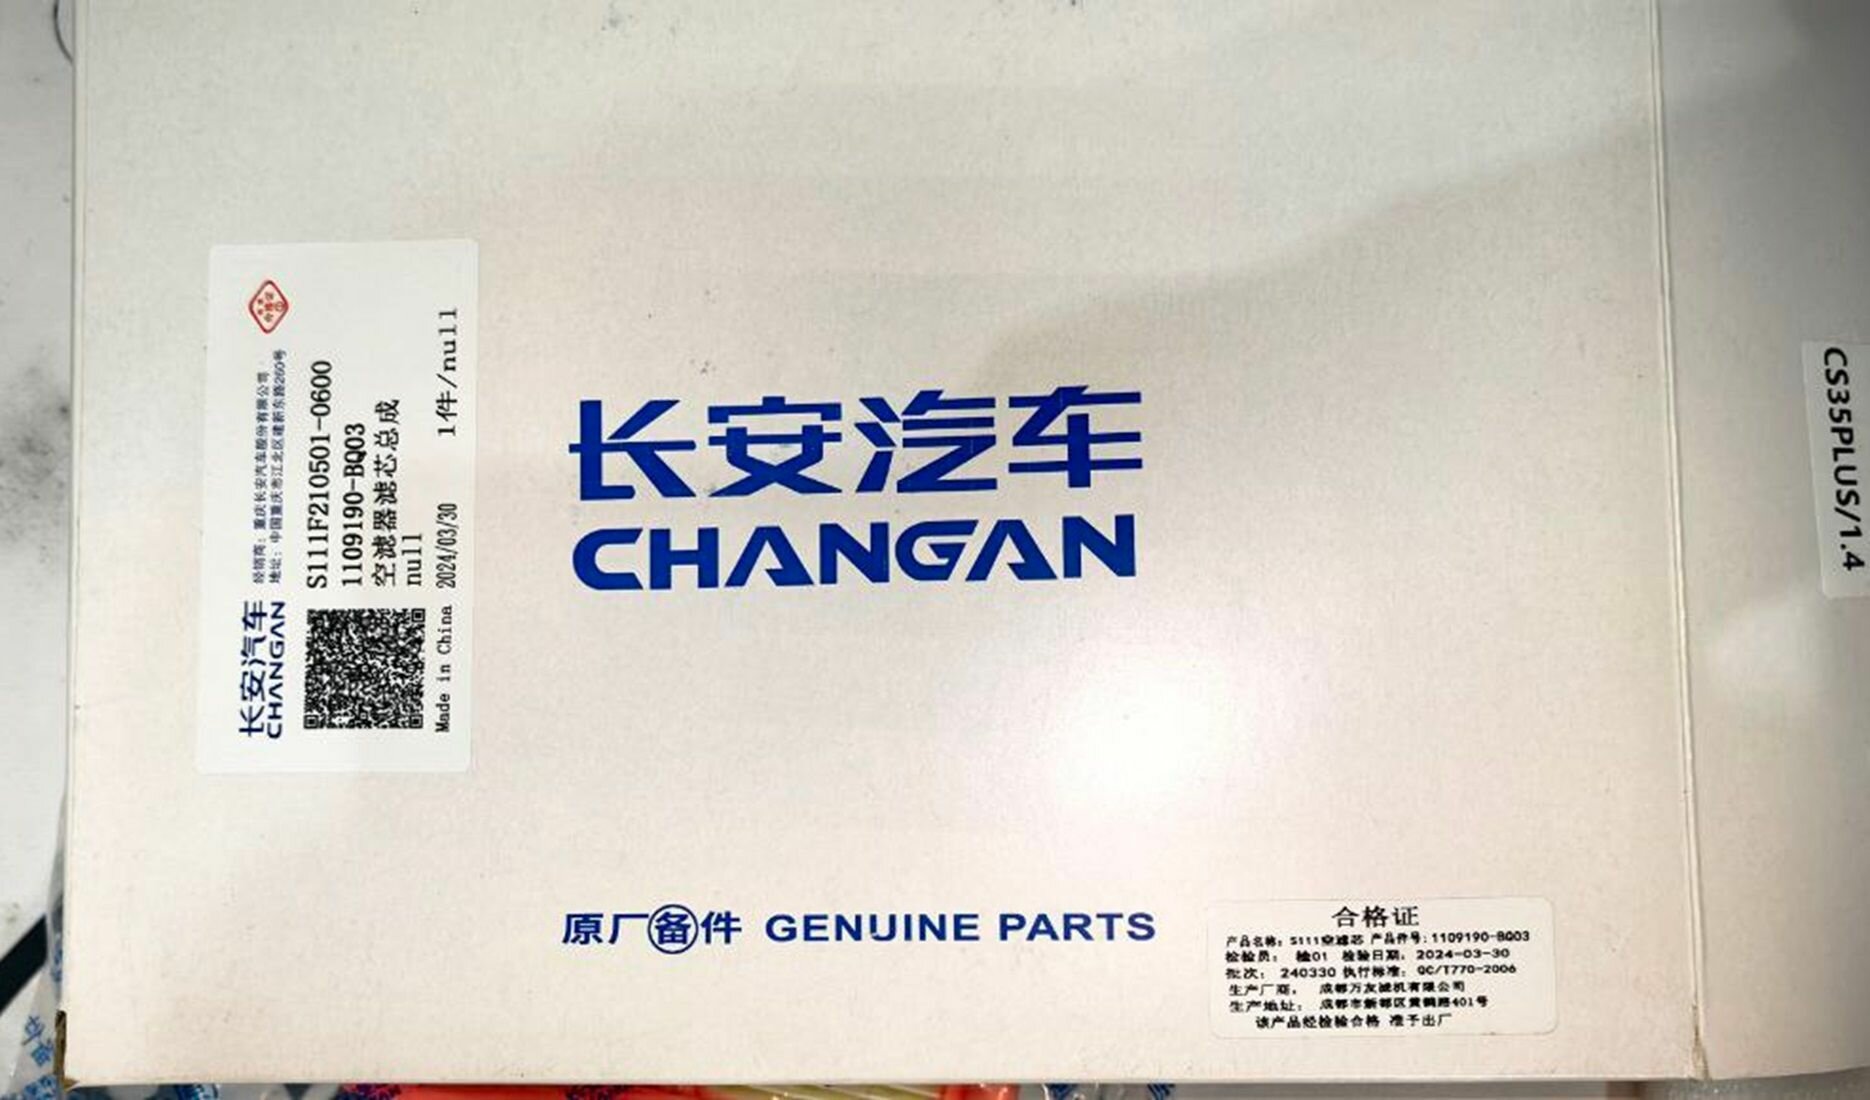 长安汽车
CHANGAN
经销商：重庆长安汽车股份有限公司
地址：中国重庆市江北区建新东路260号
S111F210501-0600
1109190-BQ03
空滤器滤芯总成
null
Made in China 2024/03/30 1件/null
长安汽车
CHANGAN
原厂备件 GENUINE PARTS
合格证
产品名称：S111空滤芯 产品件号：1109190-BQ03
检验员：检01 检验日期：2024-03-30
批次：240330 执行标准：QC/T770-2006
生产厂商：成都万友滤机有限公司
生产地址：成都市新都区黄鹤路401号
该产品经检验合格 准予出厂
CS35PLUS/1.4